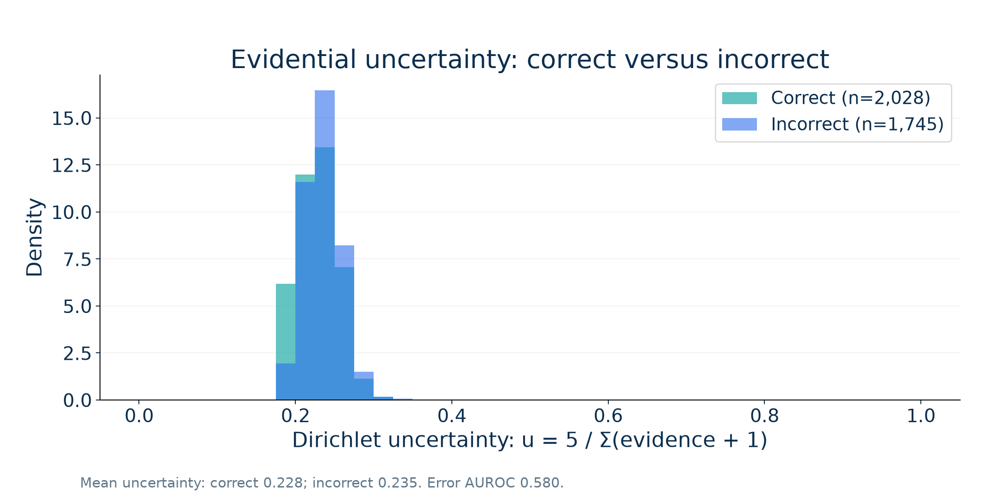 Evidential uncertainty: correct versus incorrect
Correct (n=2,028)
Incorrect (n=1,745)
Density
15.0
12.5
10.0
7.5
5.0
2.5
0.0
0.0 0.2 0.4 0.6 0.8 1.0
Dirichlet uncertainty: u = 5 / Σ(evidence + 1)
Mean uncertainty: correct 0.228; incorrect 0.235. Error AUROC 0.580.